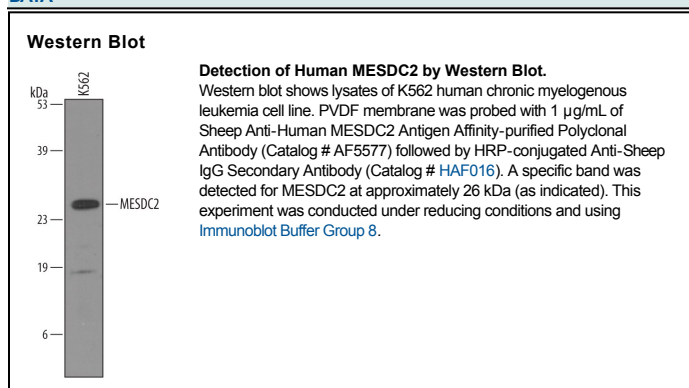 Western Blot
kDa
K562
53
39
23
19
6
MESDC2
Detection of Human MESDC2 by Western Blot.
Western blot shows lysates of K562 human chronic myelogenous
leukemia cell line. PVDF membrane was probed with 1 µg/mL of
Sheep Anti-Human MESDC2 Antigen Affinity-purified Polyclonal
Antibody (Catalog # AF5577) followed by HRP-conjugated Anti-Sheep
IgG Secondary Antibody (Catalog # HAF016). A specific band was
detected for MESDC2 at approximately 26 kDa (as indicated). This
experiment was conducted under reducing conditions and using
Immunoblot Buffer Group 8.